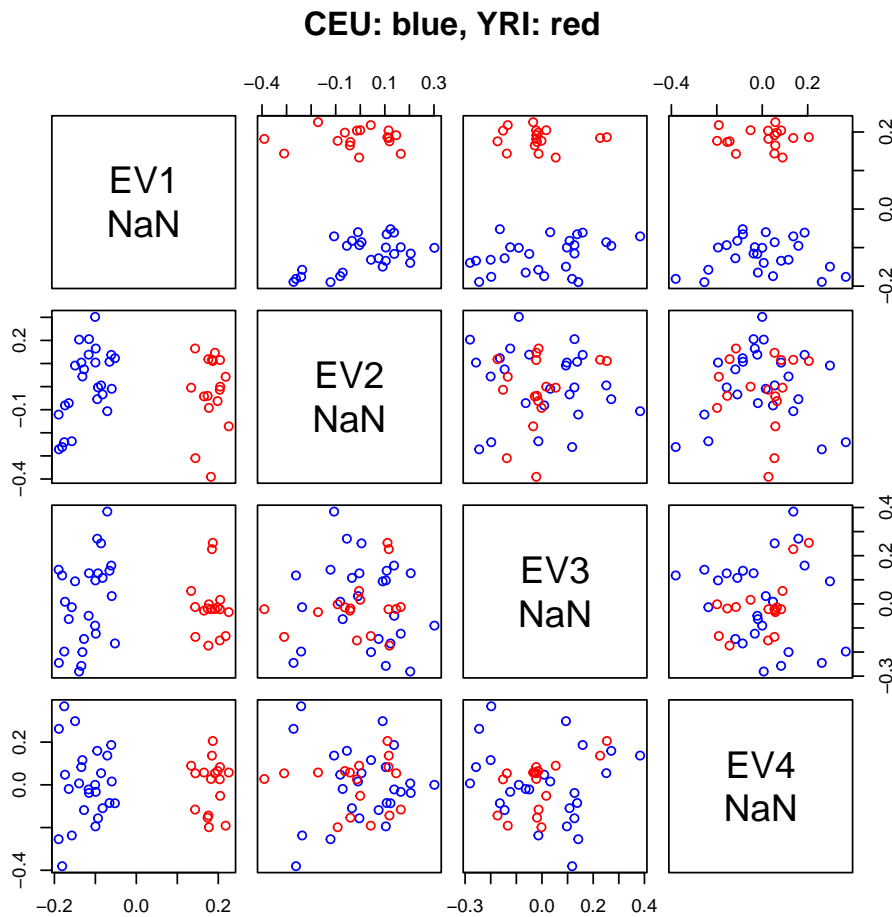 CEU: blue, YRI: red
−0.4 −0.1 0.1 0.3
−0.4 0.0 0.2
EV1
NaN
−0.2 0.0 0.2
−0.4 −0.1 0.2
EV2
NaN
EV3
NaN
−0.3 0.0 0.2 0.4
−0.4 0.0 0.2
EV4
NaN
−0.2 0.0 0.1 0.2
−0.3 0.0 0.2 0.4